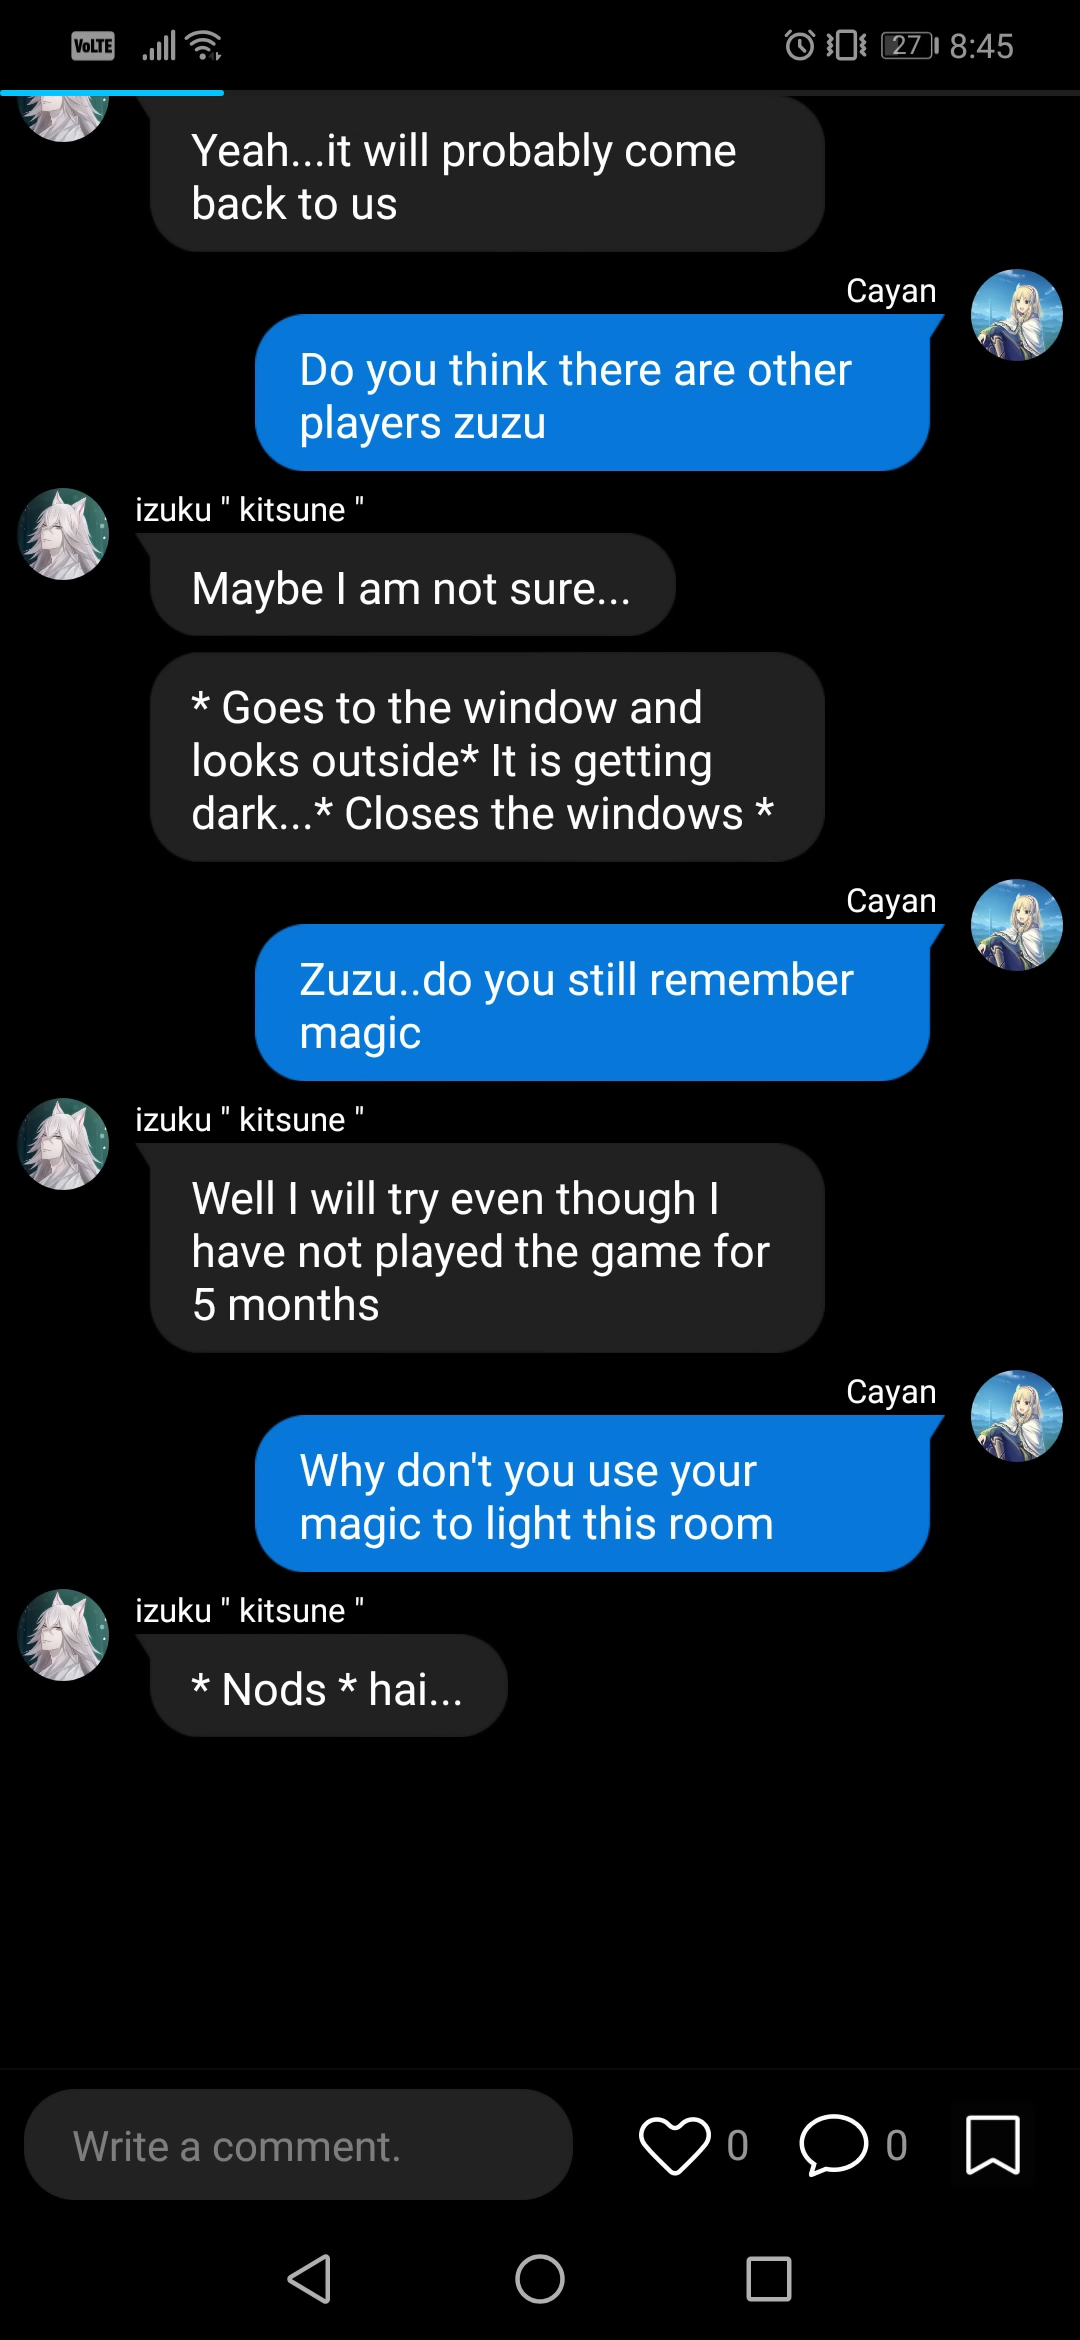 VoLTE 27 8:45
Yeah...it will probably come
back to us
Cayan
Do you think there are other
players zuzu
izuku " kitsune "
Maybe I am not sure...
* Goes to the window and
looks outside* It is getting
dark...* Closes the windows *
Cayan
Zuzu..do you still remember
magic
izuku " kitsune "
Well I will try even though I
have not played the game for
5 months
Cayan
Why don't you use your
magic to light this room
izuku " kitsune "
* Nods * hai...
Write a comment. 0 0